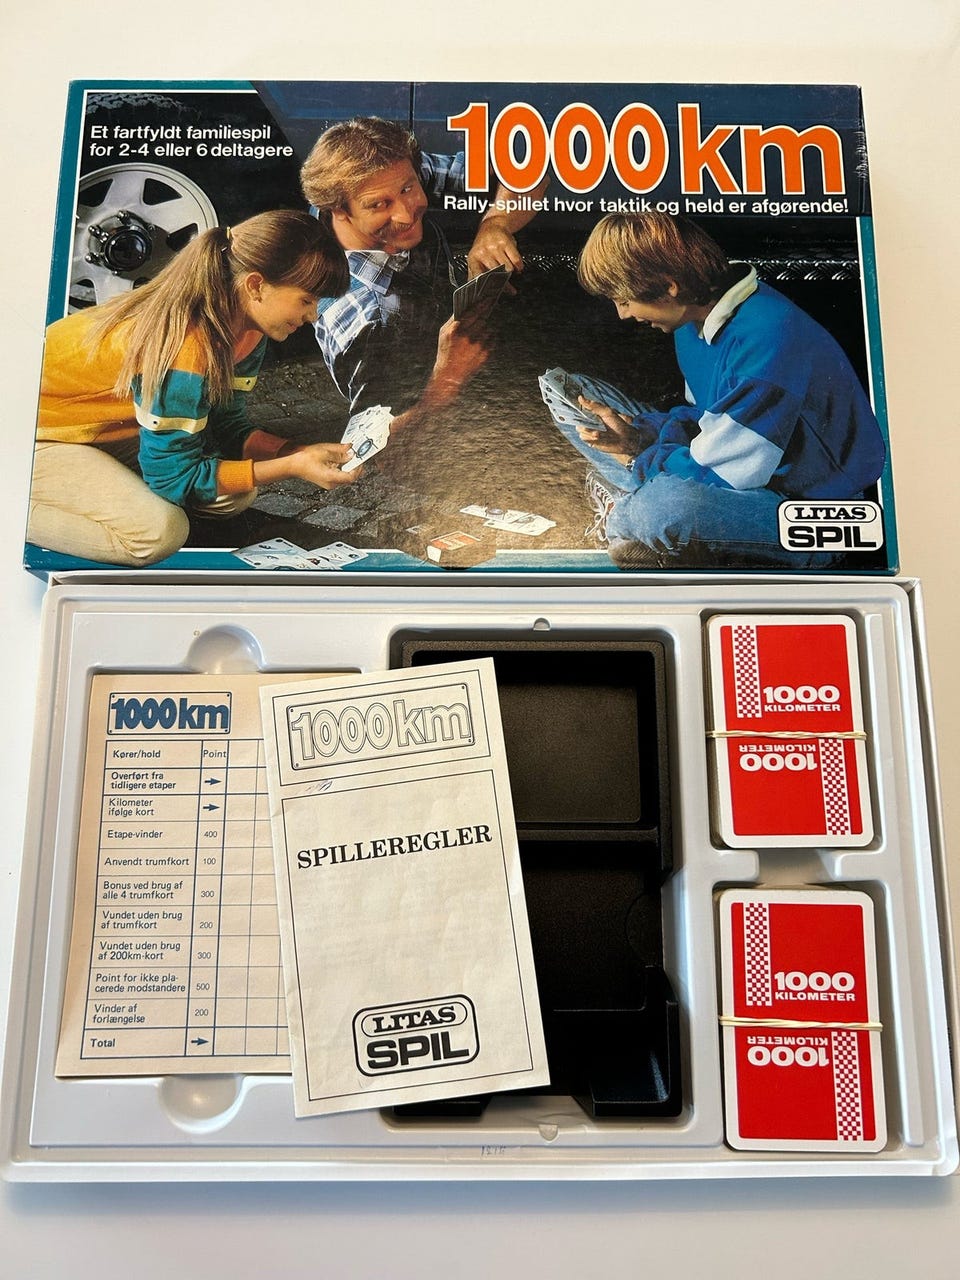 Et fartfyldt familiespil
for 2-4 eller 6 deltagere
1000 km
Rally-spillet hvor taktik og held er afgørende!
LITAS
SPIL
1000 km
Kører/hold Point
Overført fra
tidligere etaper
Kilometer
ifølge kort
Etape-vinder 400
Anvendt trumfkort 100
Bonus ved brug af
alle 4 trumfkort 300
Vundet uden brug
af trumfkort 200
Vundet uden brug
af 200km-kort 300
Point for ikke pla-
cerede modstandere 500
Vinder af
forlængelse 200
Total
1000 km
SPILLEREGLER
LITAS
SPIL
1000
KILOMETER
1000
KILOMETER
1000
KILOMETER
1000
KILOMETER